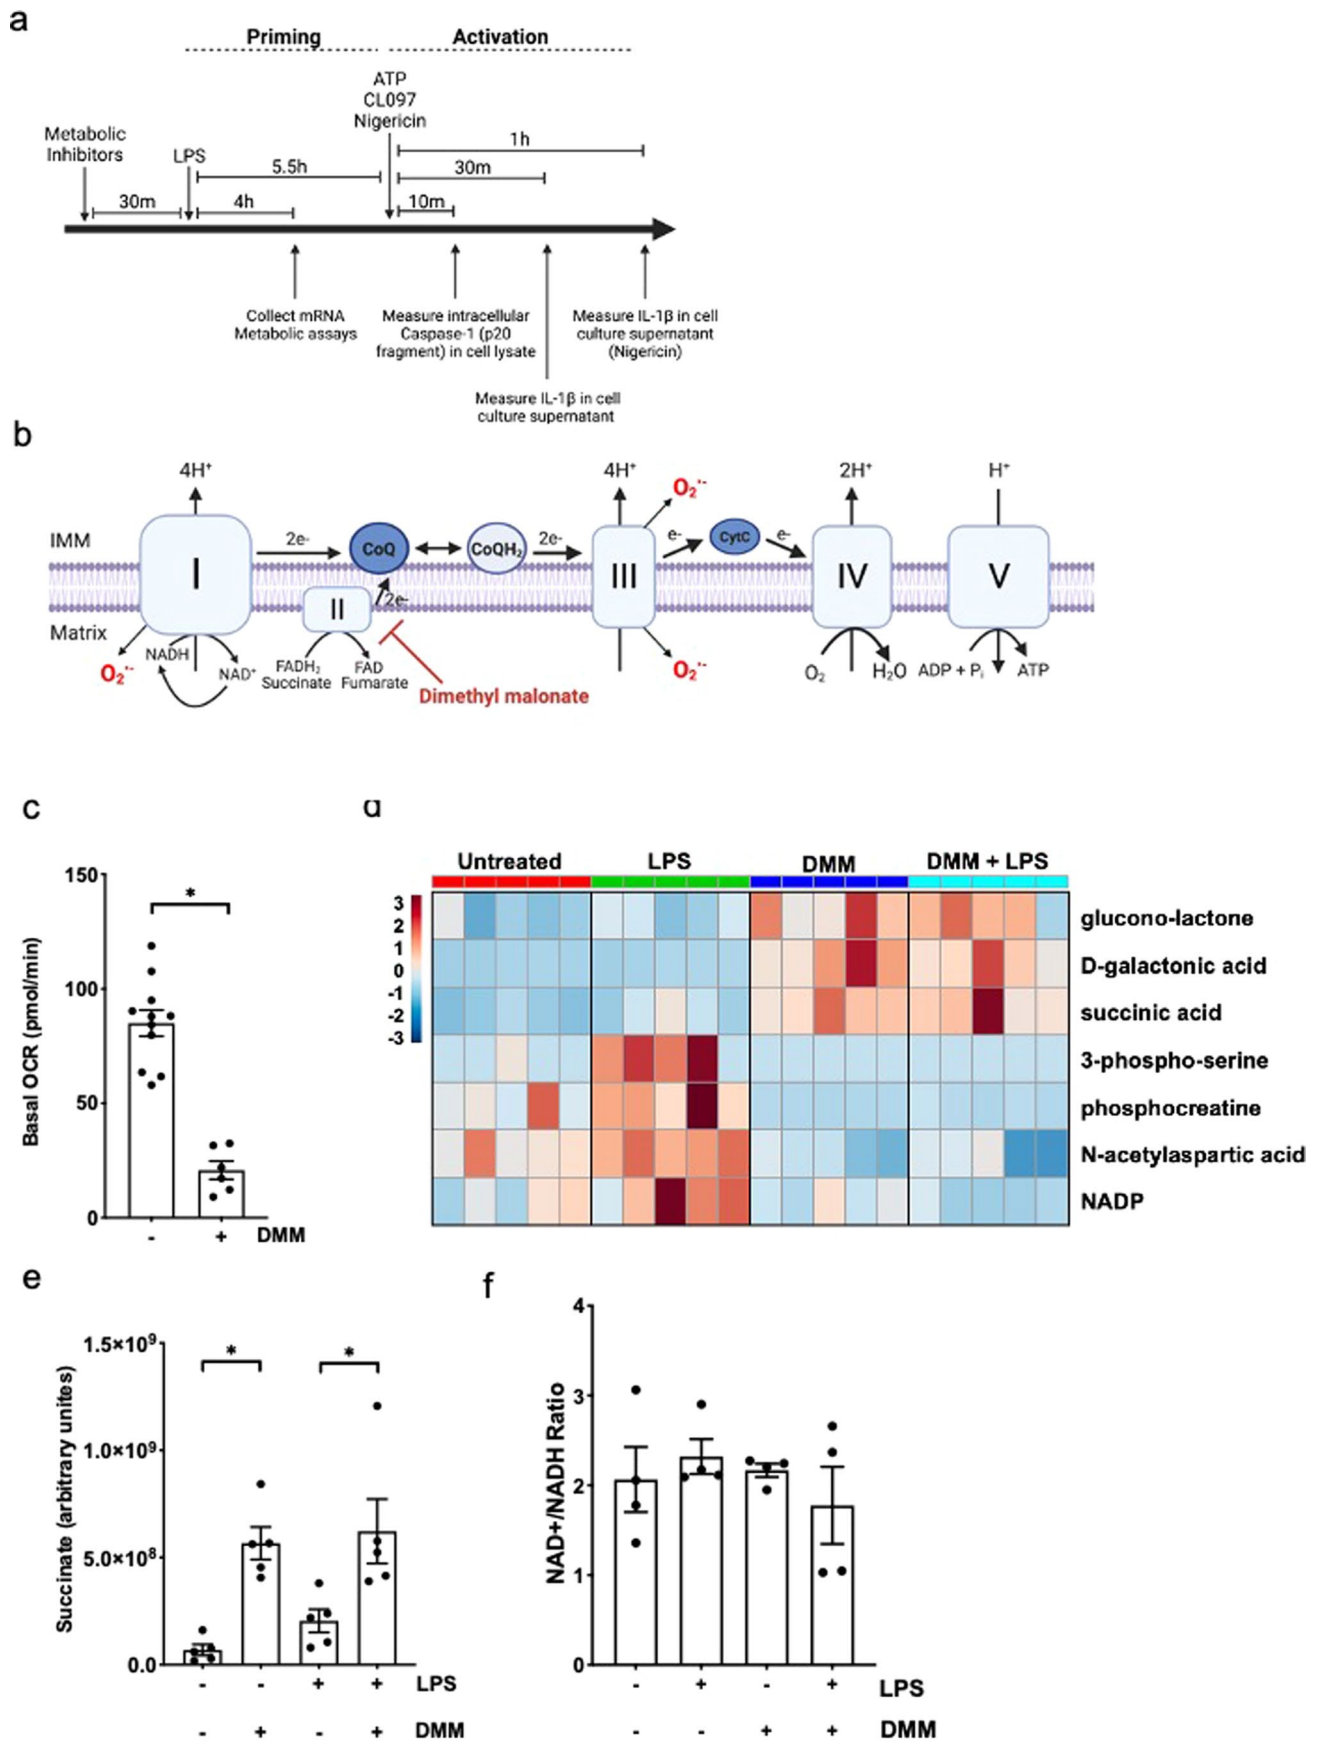 a
Priming
Activation
ATP
CL097
Nigericin
Metabolic
Inhibitors
LPS
1h
5.5h
30m
30m
4h
10m
Collect mRNA
Metabolic assays
Measure intracellular
Caspase-1 (p20
fragment) in cell lysate
Measure IL-1β in cell
culture supernatant
(Nigericin)
Measure IL-1β in cell
culture supernatant
b
4H⁺
4H⁺
2H⁺
H⁺
O₂˙⁻
IMM
2e-
CoQ
CoQH₂
2e-
e-
CytC
e-
I
II
2e-
III
IV
V
Matrix
NADH
NAD⁺
O₂˙⁻
FADH₂
Succinate
FAD
Fumarate
O₂˙⁻
O₂
H₂O
ADP + Pᵢ
ATP
Dimethyl malonate
c
d
150
100
50
0
Basal OCR (pmol/min)
*
- + DMM
Untreated LPS DMM DMM + LPS
3
2
1
0
-1
-2
-3
glucono-lactone
D-galactonic acid
succinic acid
3-phospho-serine
phosphocreatine
N-acetylaspartic acid
NADP
e
Succinate (arbitrary unites)
1.5×10⁹
1.0×10⁹
5.0×10⁸
0.0
* *
- - + + LPS
- + - + DMM
f
NAD+/NADH Ratio
4
3
2
1
0
- + - + LPS
- - + + DMM